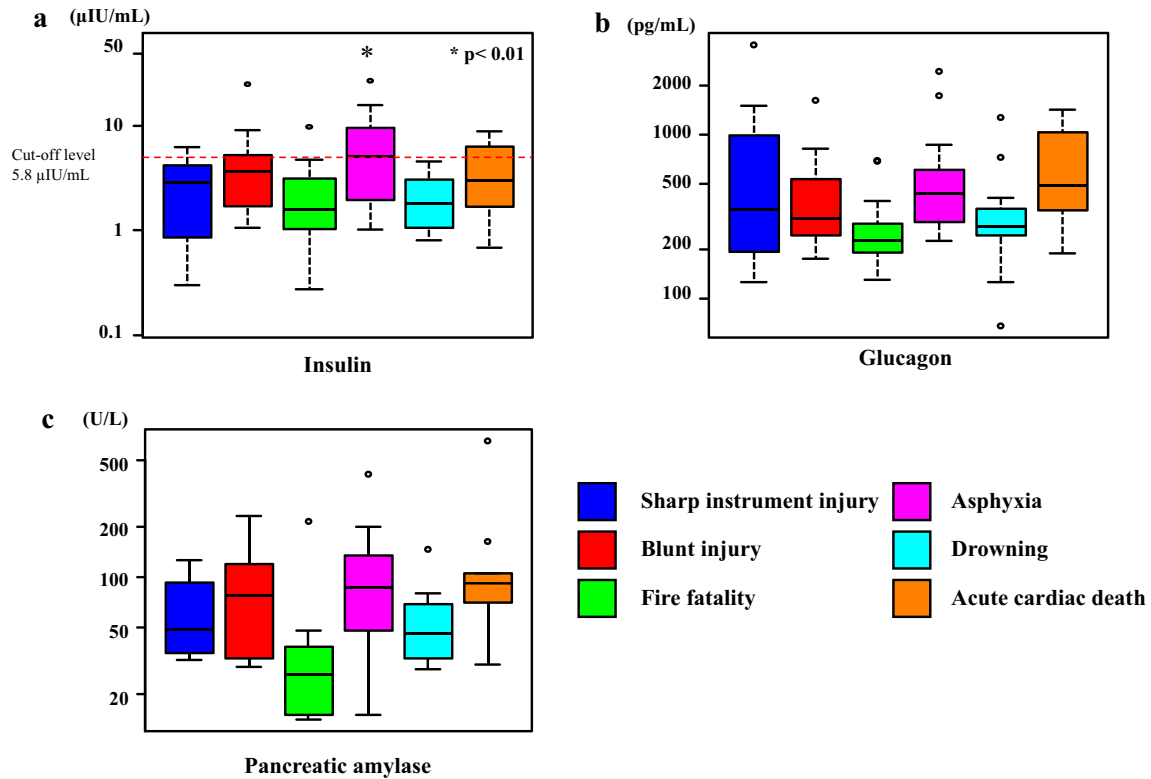 a (µIU/mL)
50
10
1
0.1
Cut-off level
5.8 µIU/mL
*
* p< 0.01
Insulin
b (pg/mL)
2000
1000
500
200
100
Glucagon
c (U/L)
500
200
100
50
20
Pancreatic amylase
Sharp instrument injury
Blunt injury
Fire fatality
Asphyxia
Drowning
Acute cardiac death